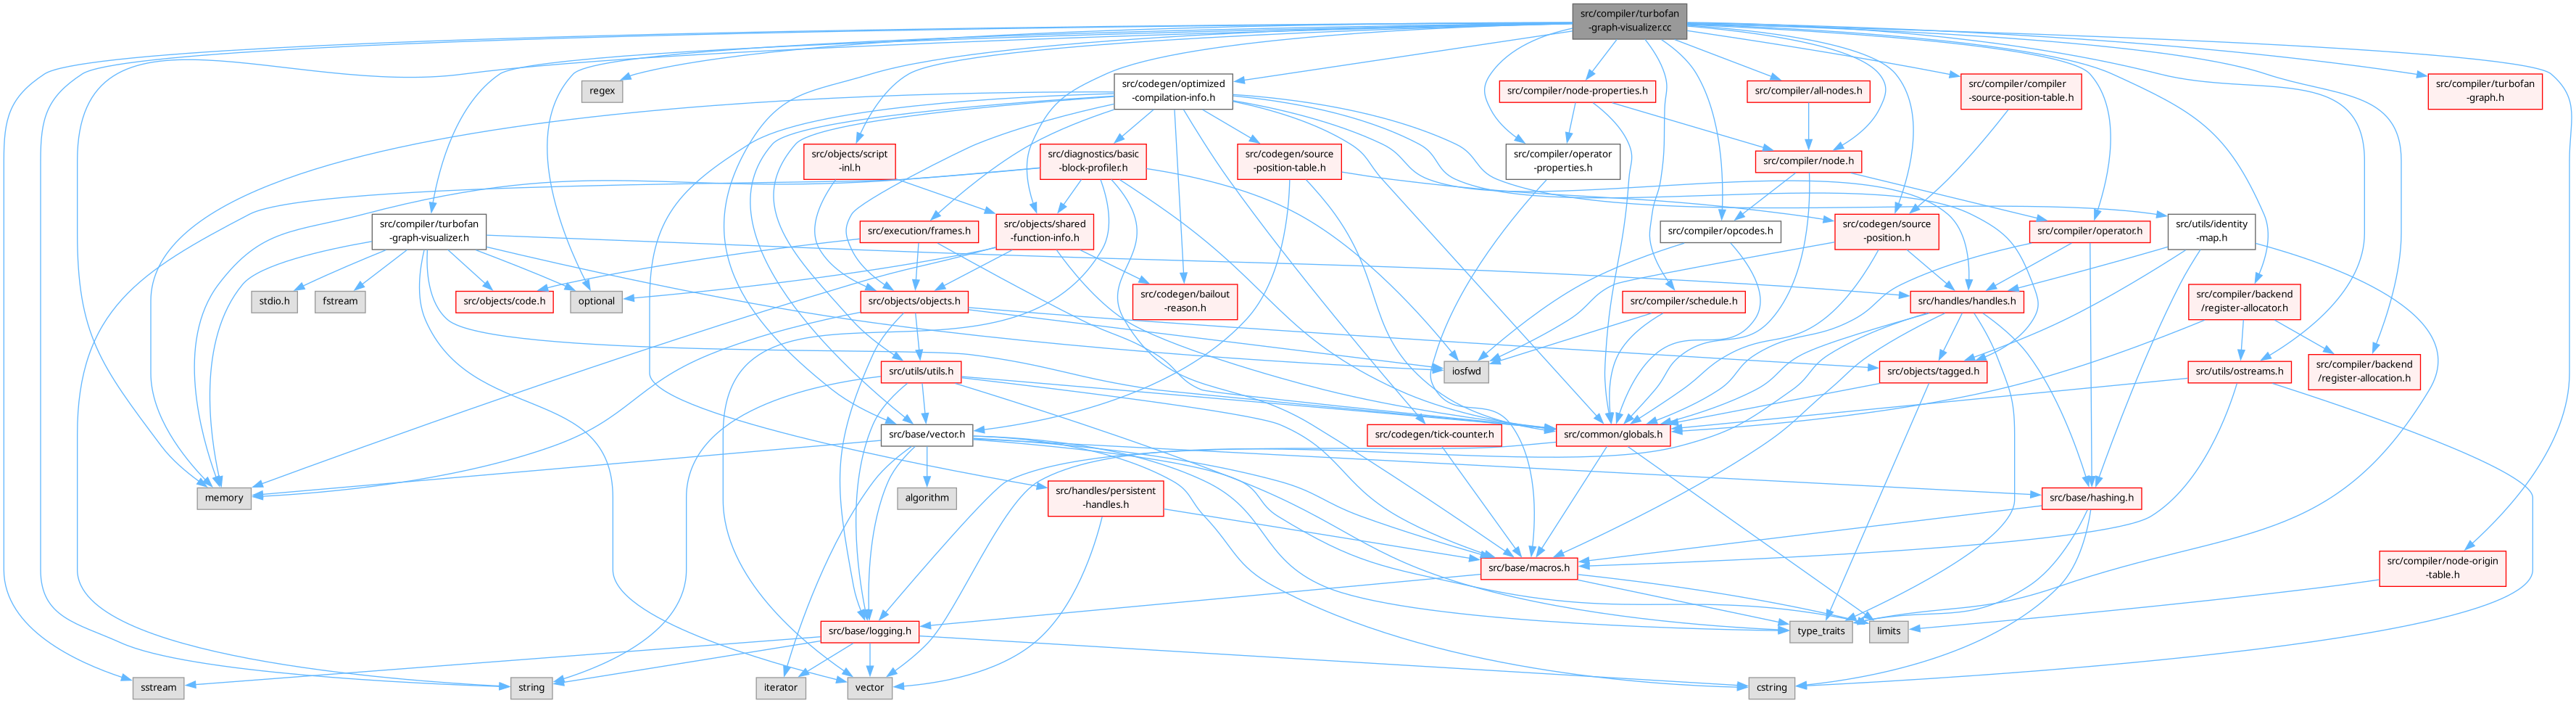 src/compiler/turbofan
-graph-visualizer.cc
regex
src/codegen/optimized
-compilation-info.h
src/compiler/node-properties.h
src/compiler/all-nodes.h
src/compiler/compiler
-source-position-table.h
src/compiler/turbofan
-graph.h
src/objects/script
-inl.h
src/diagnostics/basic
-block-profiler.h
src/codegen/source
-position-table.h
src/compiler/operator
-properties.h
src/compiler/node.h
src/compiler/turbofan
-graph-visualizer.h
src/execution/frames.h
src/objects/shared
-function-info.h
src/compiler/opcodes.h
src/codegen/source
-position.h
src/compiler/operator.h
src/utils/identity
-map.h
stdio.h
fstream
src/objects/code.h
optional
src/objects/objects.h
src/codegen/bailout
-reason.h
src/compiler/schedule.h
src/handles/handles.h
src/compiler/backend
/register-allocator.h
src/utils/utils.h
iosfwd
src/objects/tagged.h
src/utils/ostreams.h
src/compiler/backend
/register-allocation.h
src/base/vector.h
src/codegen/tick-counter.h
src/common/globals.h
memory
algorithm
src/handles/persistent
-handles.h
src/base/hashing.h
src/base/macros.h
src/compiler/node-origin
-table.h
src/base/logging.h
type_traits
limits
sstream
string
iterator
vector
cstring